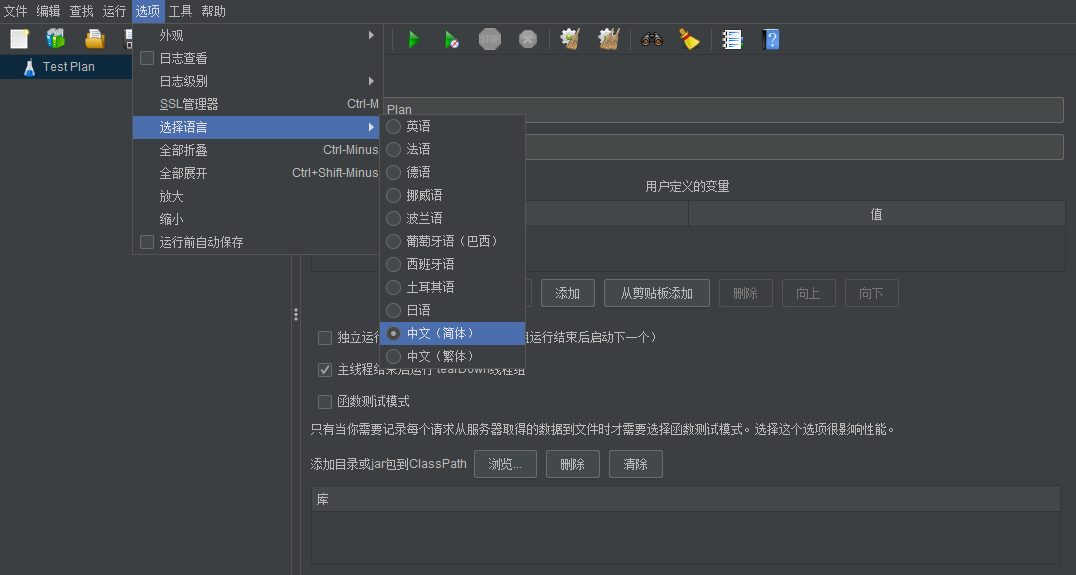 文件 编辑 查找 运行 选项 工具 帮助
STOP
Test Plan
外观
日志查看
日志级别
SSL管理器 Ctrl-M
选择语言
全部折叠 Ctrl-Minus
全部展开 Ctrl+Shift-Minus
放大
缩小
运行前自动保存
英语
法语
德语
挪威语
波兰语
葡萄牙语（巴西）
西班牙语
土耳其语
日语
中文（简体）
中文（繁体）
Plan
用户定义的变量
值
添加 从剪贴板添加 删除 向上 向下
独立运行 组运行结束后启动下一个）
主线程结束后运行 tearDown线程组
函数测试模式
只有当你需要记录每个请求从服务器取得的数据到文件时才需要选择函数测试模式。选择这个选项很影响性能。
添加目录或jar包到ClassPath 浏览... 删除 清除
库